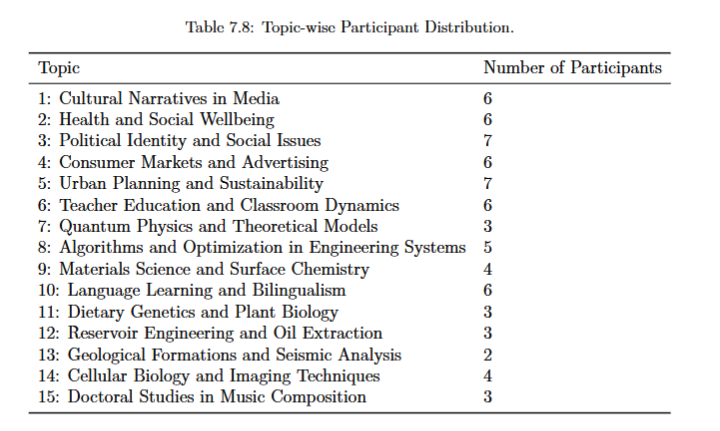 Table 7.8: Topic-wise Participant Distribution.
Topic Number of Participants
1: Cultural Narratives in Media 6
2: Health and Social Wellbeing 6
3: Political Identity and Social Issues 7
4: Consumer Markets and Advertising 6
5: Urban Planning and Sustainability 7
6: Teacher Education and Classroom Dynamics 6
7: Quantum Physics and Theoretical Models 3
8: Algorithms and Optimization in Engineering Systems 5
9: Materials Science and Surface Chemistry 4
10: Language Learning and Bilingualism 6
11: Dietary Genetics and Plant Biology 3
12: Reservoir Engineering and Oil Extraction 3
13: Geological Formations and Seismic Analysis 2
14: Cellular Biology and Imaging Techniques 4
15: Doctoral Studies in Music Composition 3